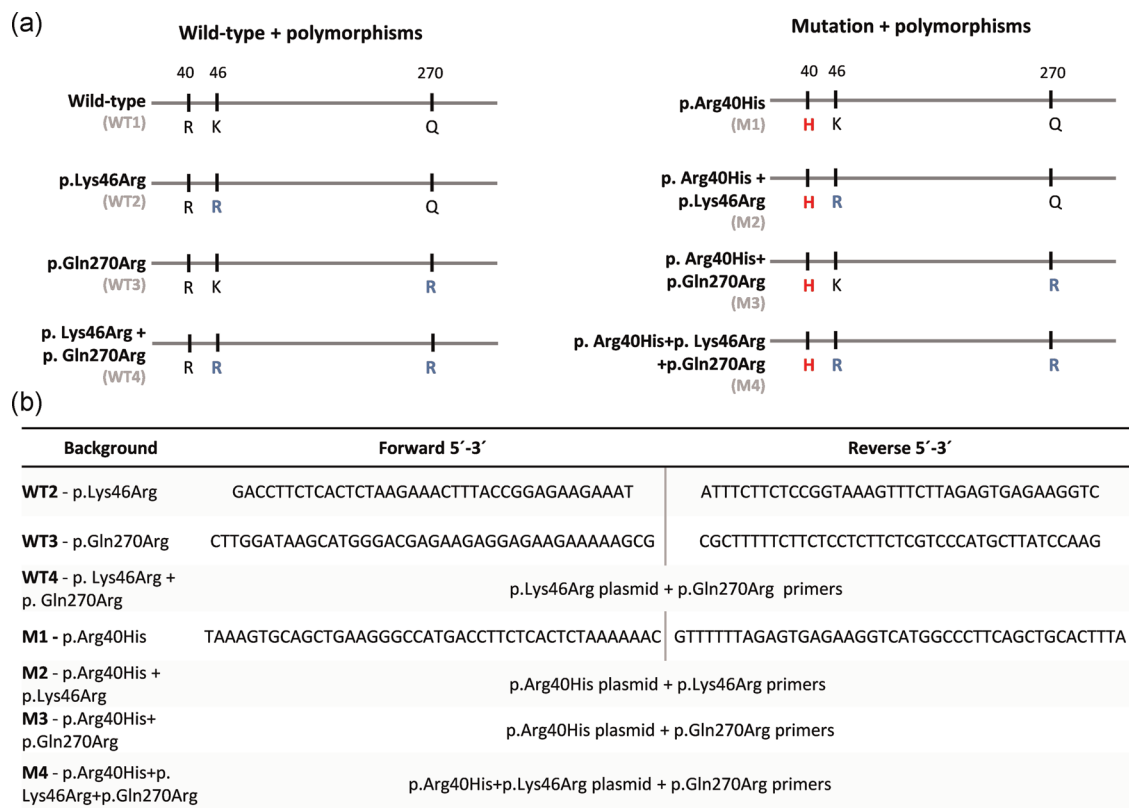 (a)
Wild-type + polymorphisms
40 46 270
Wild-type
(WT1)
R K Q
p.Lys46Arg
(WT2)
R R Q
p.Gln270Arg
(WT3)
R K R
p. Lys46Arg +
p. Gln270Arg
(WT4)
R R R
Mutation + polymorphisms
40 46 270
p.Arg40His
(M1)
H K Q
p. Arg40His +
p.Lys46Arg
(M2)
H R Q
p. Arg40His+
p.Gln270Arg
(M3)
H K R
p. Arg40His+p. Lys46Arg
+p.Gln270Arg
(M4)
H R R
(b)
Background Forward 5´-3´ Reverse 5´-3´
WT2 - p.Lys46Arg GACCTTCTCACTCTAAGAAACTTTACCGGAGAAGAAAT ATTTCTTCTCCGGTAAAGTTTCTTAGAGTGAGAAGGTC
WT3 - p.Gln270Arg CTTGGATAAGCATGGGACGAGAAGAGGAGAAGAAAAAGCG CGCTTTTTCTTCTCCTCTTCTCGTCCCATGCTTATCCAAG
WT4 - p. Lys46Arg +
p. Gln270Arg
p.Lys46Arg plasmid + p.Gln270Arg primers
M1 - p.Arg40His TAAAGTGCAGCTGAAGGGCCATGACCTTCTCACTCTAAAAAAC GTTTTTTAGAGTGAGAAGGTCATGGCCCTTCAGCTGCACTTTA
M2 - p.Arg40His +
p.Lys46Arg
p.Arg40His plasmid + p.Lys46Arg primers
M3 - p.Arg40His+
p.Gln270Arg
p.Arg40His plasmid + p.Gln270Arg primers
M4 - p.Arg40His+p.
Lys46Arg+p.Gln270Arg
p.Arg40His+p.Lys46Arg plasmid + p.Gln270Arg primers